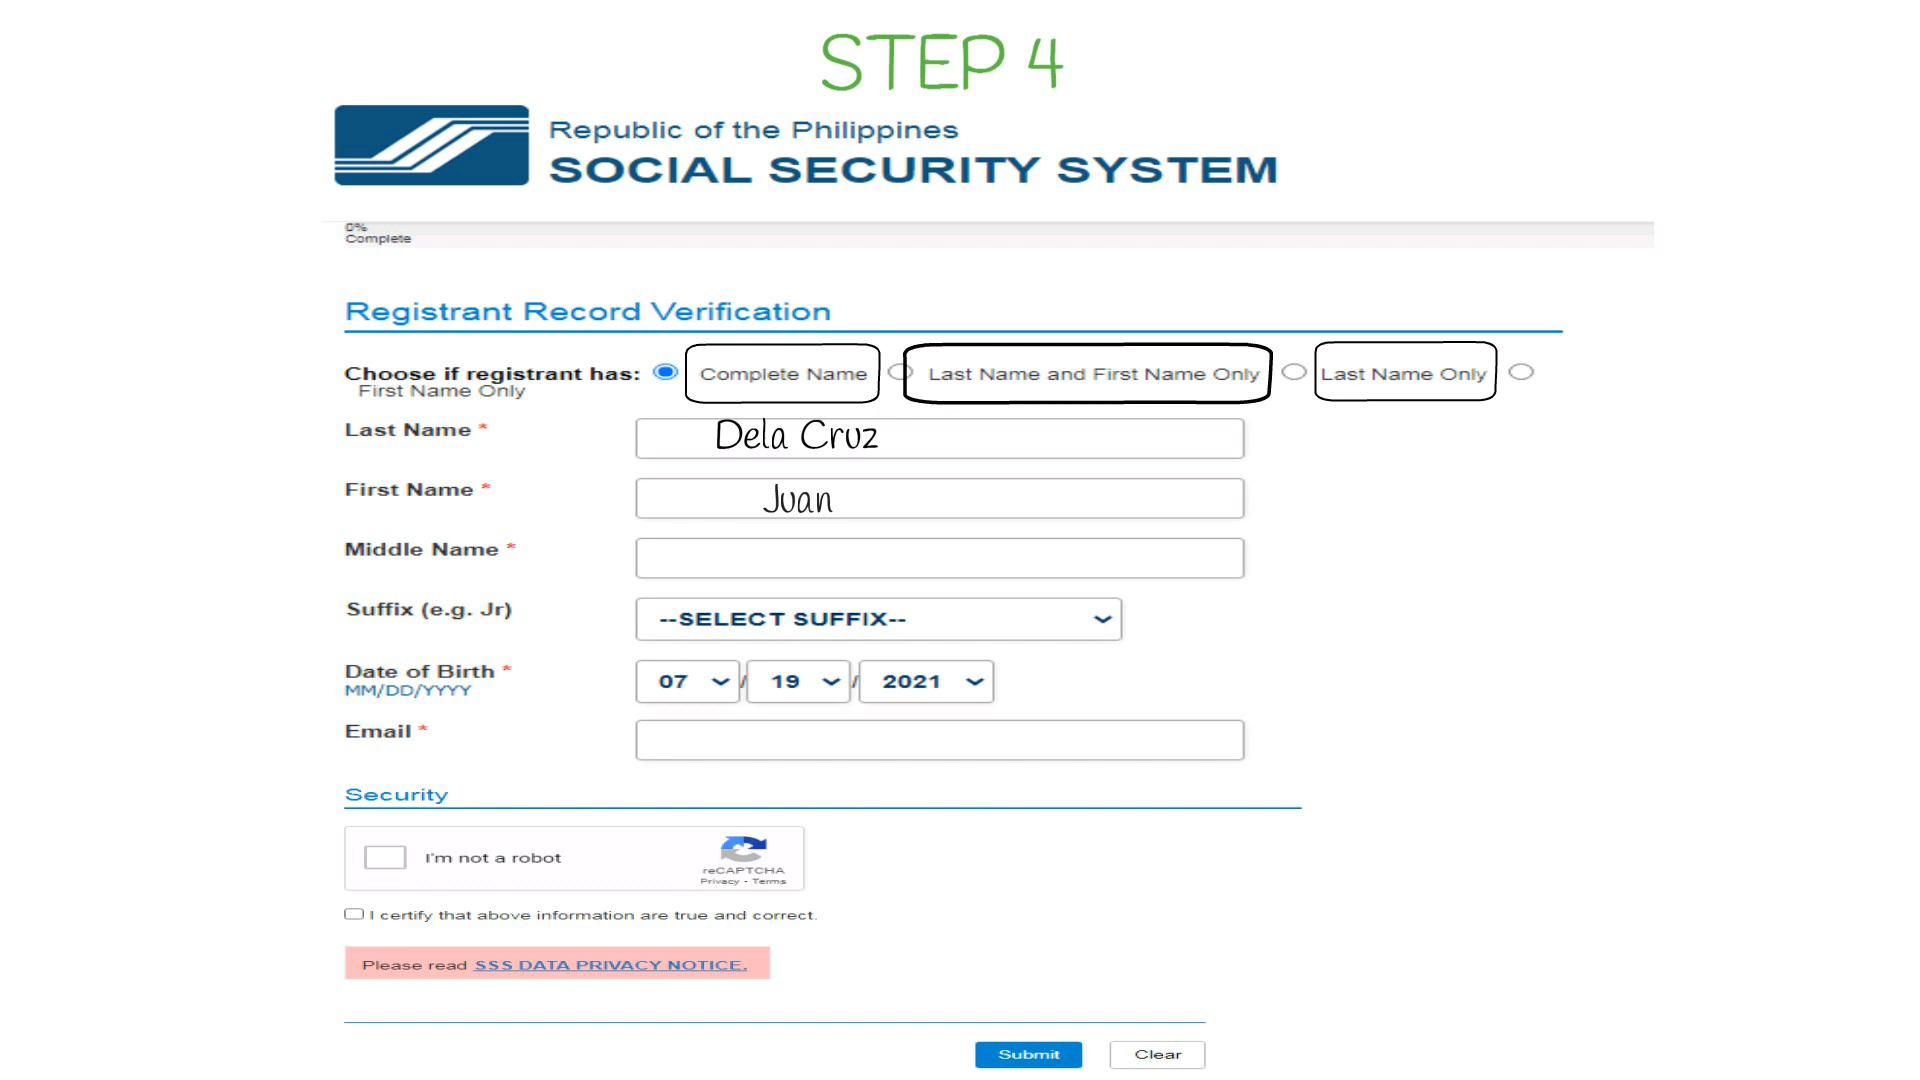 STEP 4
Republic of the Philippines
SOCIAL SECURITY SYSTEM
0%
Complete
Registrant Record Verification
Choose if registrant has: Complete Name Last Name and First Name Only Last Name Only
First Name Only
Last Name * Dela Cruz
First Name * Juan
Middle Name *
Suffix (e.g. Jr) --SELECT SUFFIX--
Date of Birth * 07 / 19 / 2021
MM/DD/YYYY
Email *
Security
I'm not a robot
reCAPTCHA
Privacy - Terms
I certify that above information are true and correct.
Please read SSS DATA PRIVACY NOTICE.
Submit Clear